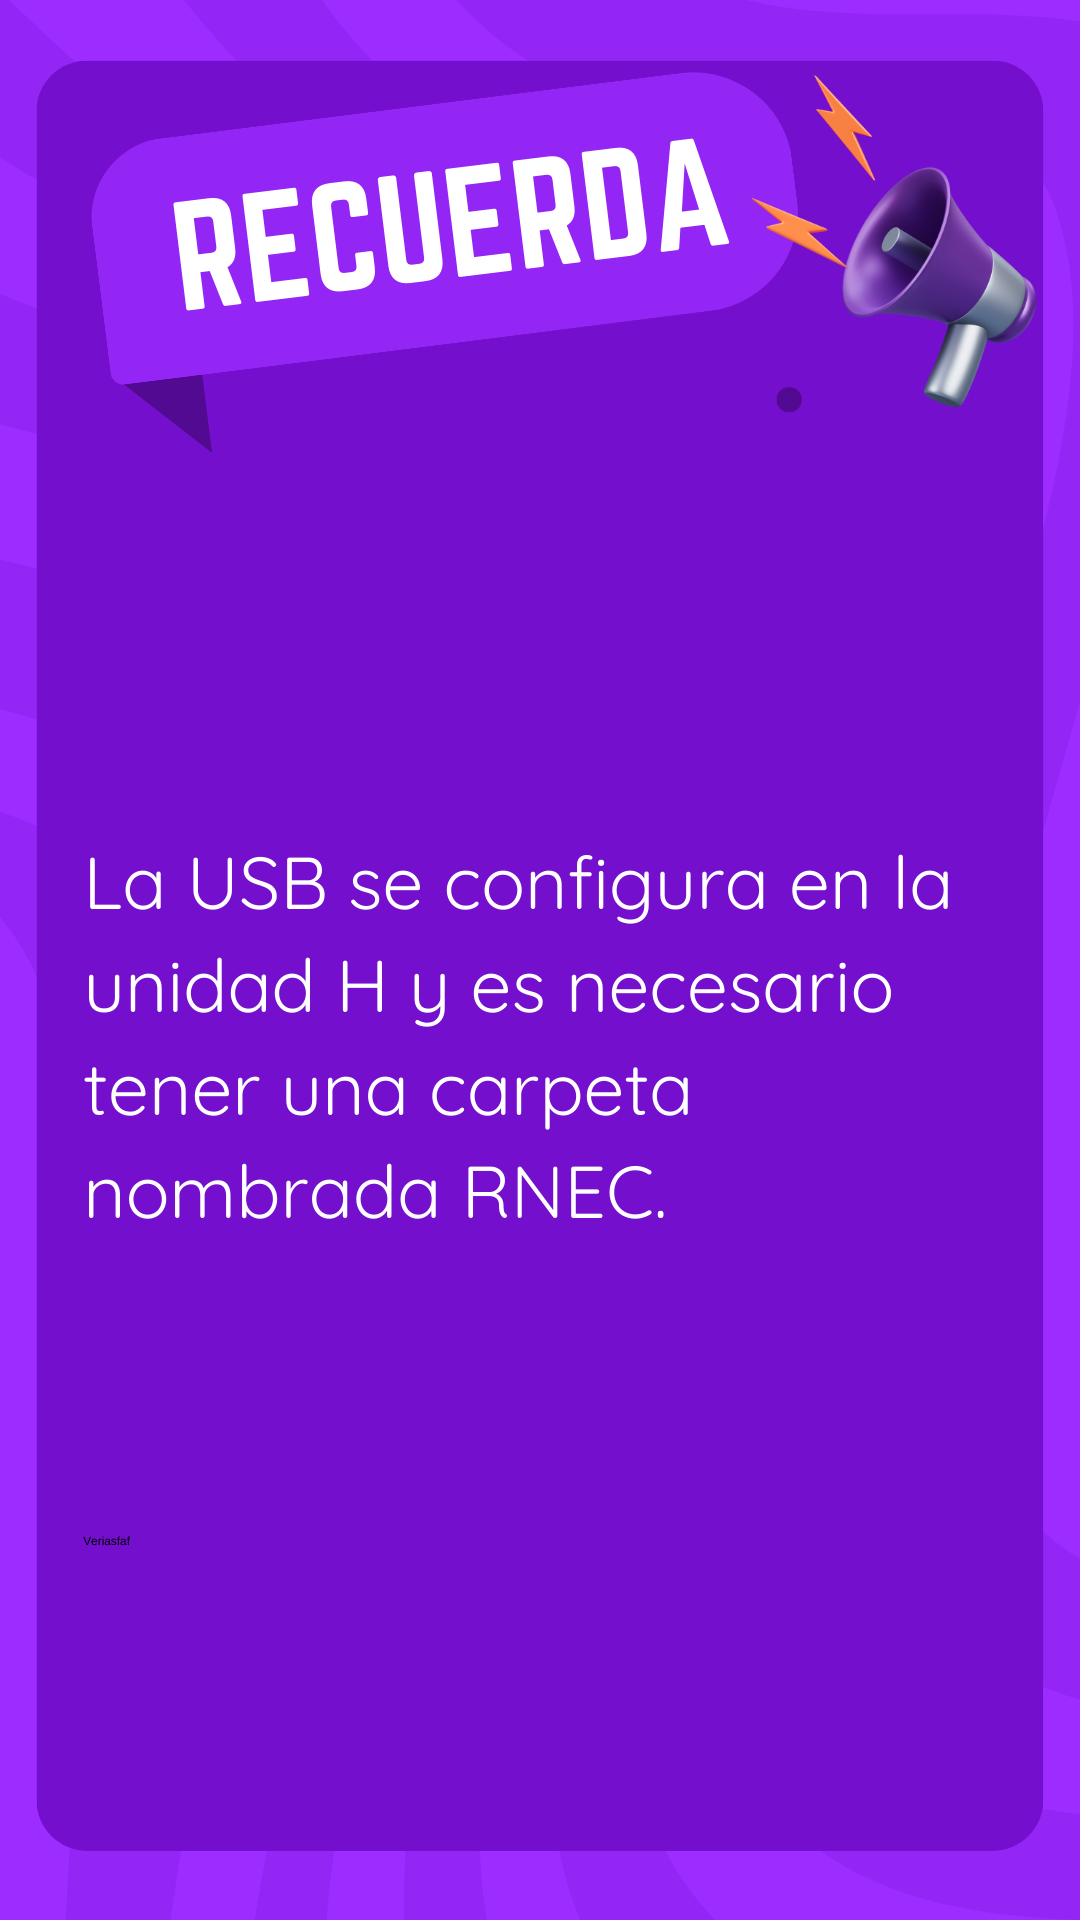 RECUERDA
La USB se configura en la
unidad H y es necesario
tener una carpeta
nombrada RNEC.
Veriasfaf